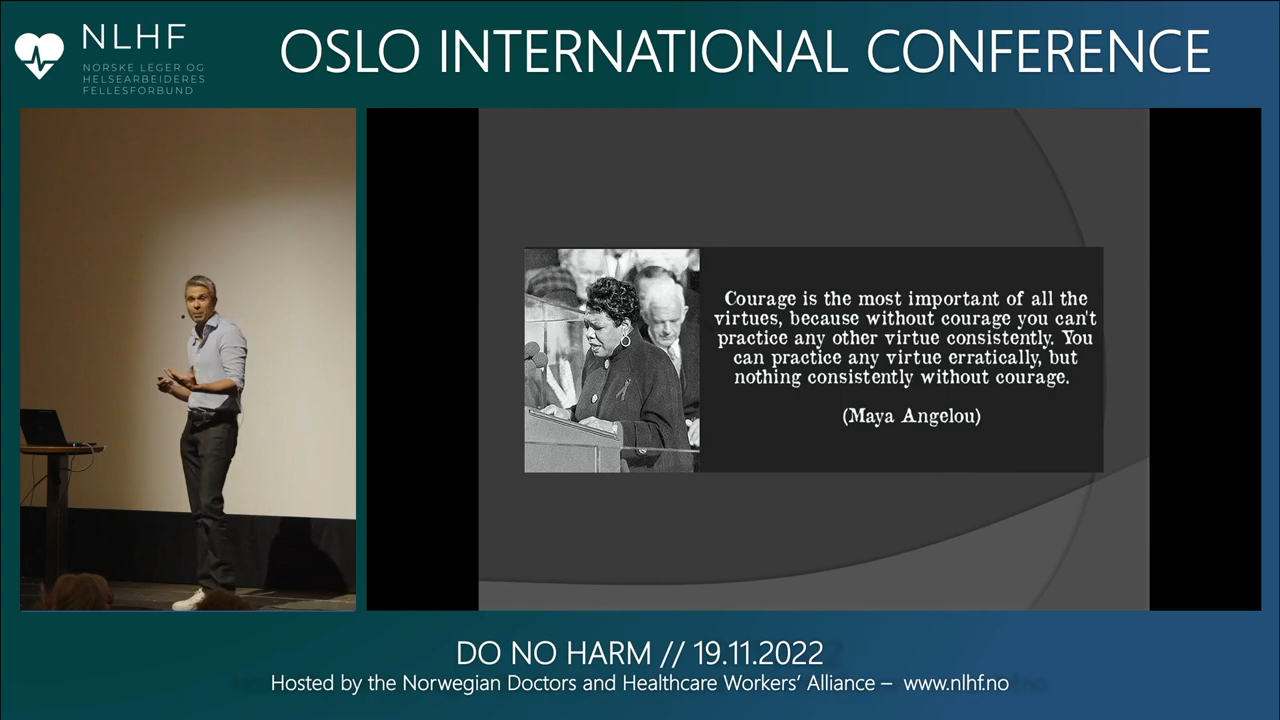 NLHF
NORSKE LEGER OG
HELSEARBEIDERES
FELLESFORBUND
OSLO INTERNATIONAL CONFERENCE
Courage is the most important of all the
virtues, because without courage you can't
practice any other virtue consistently. You
can practice any virtue erratically, but
nothing consistently without courage.
(Maya Angelou)
DO NO HARM // 19.11.2022
Hosted by the Norwegian Doctors and Healthcare Workers' Alliance – www.nlhf.no